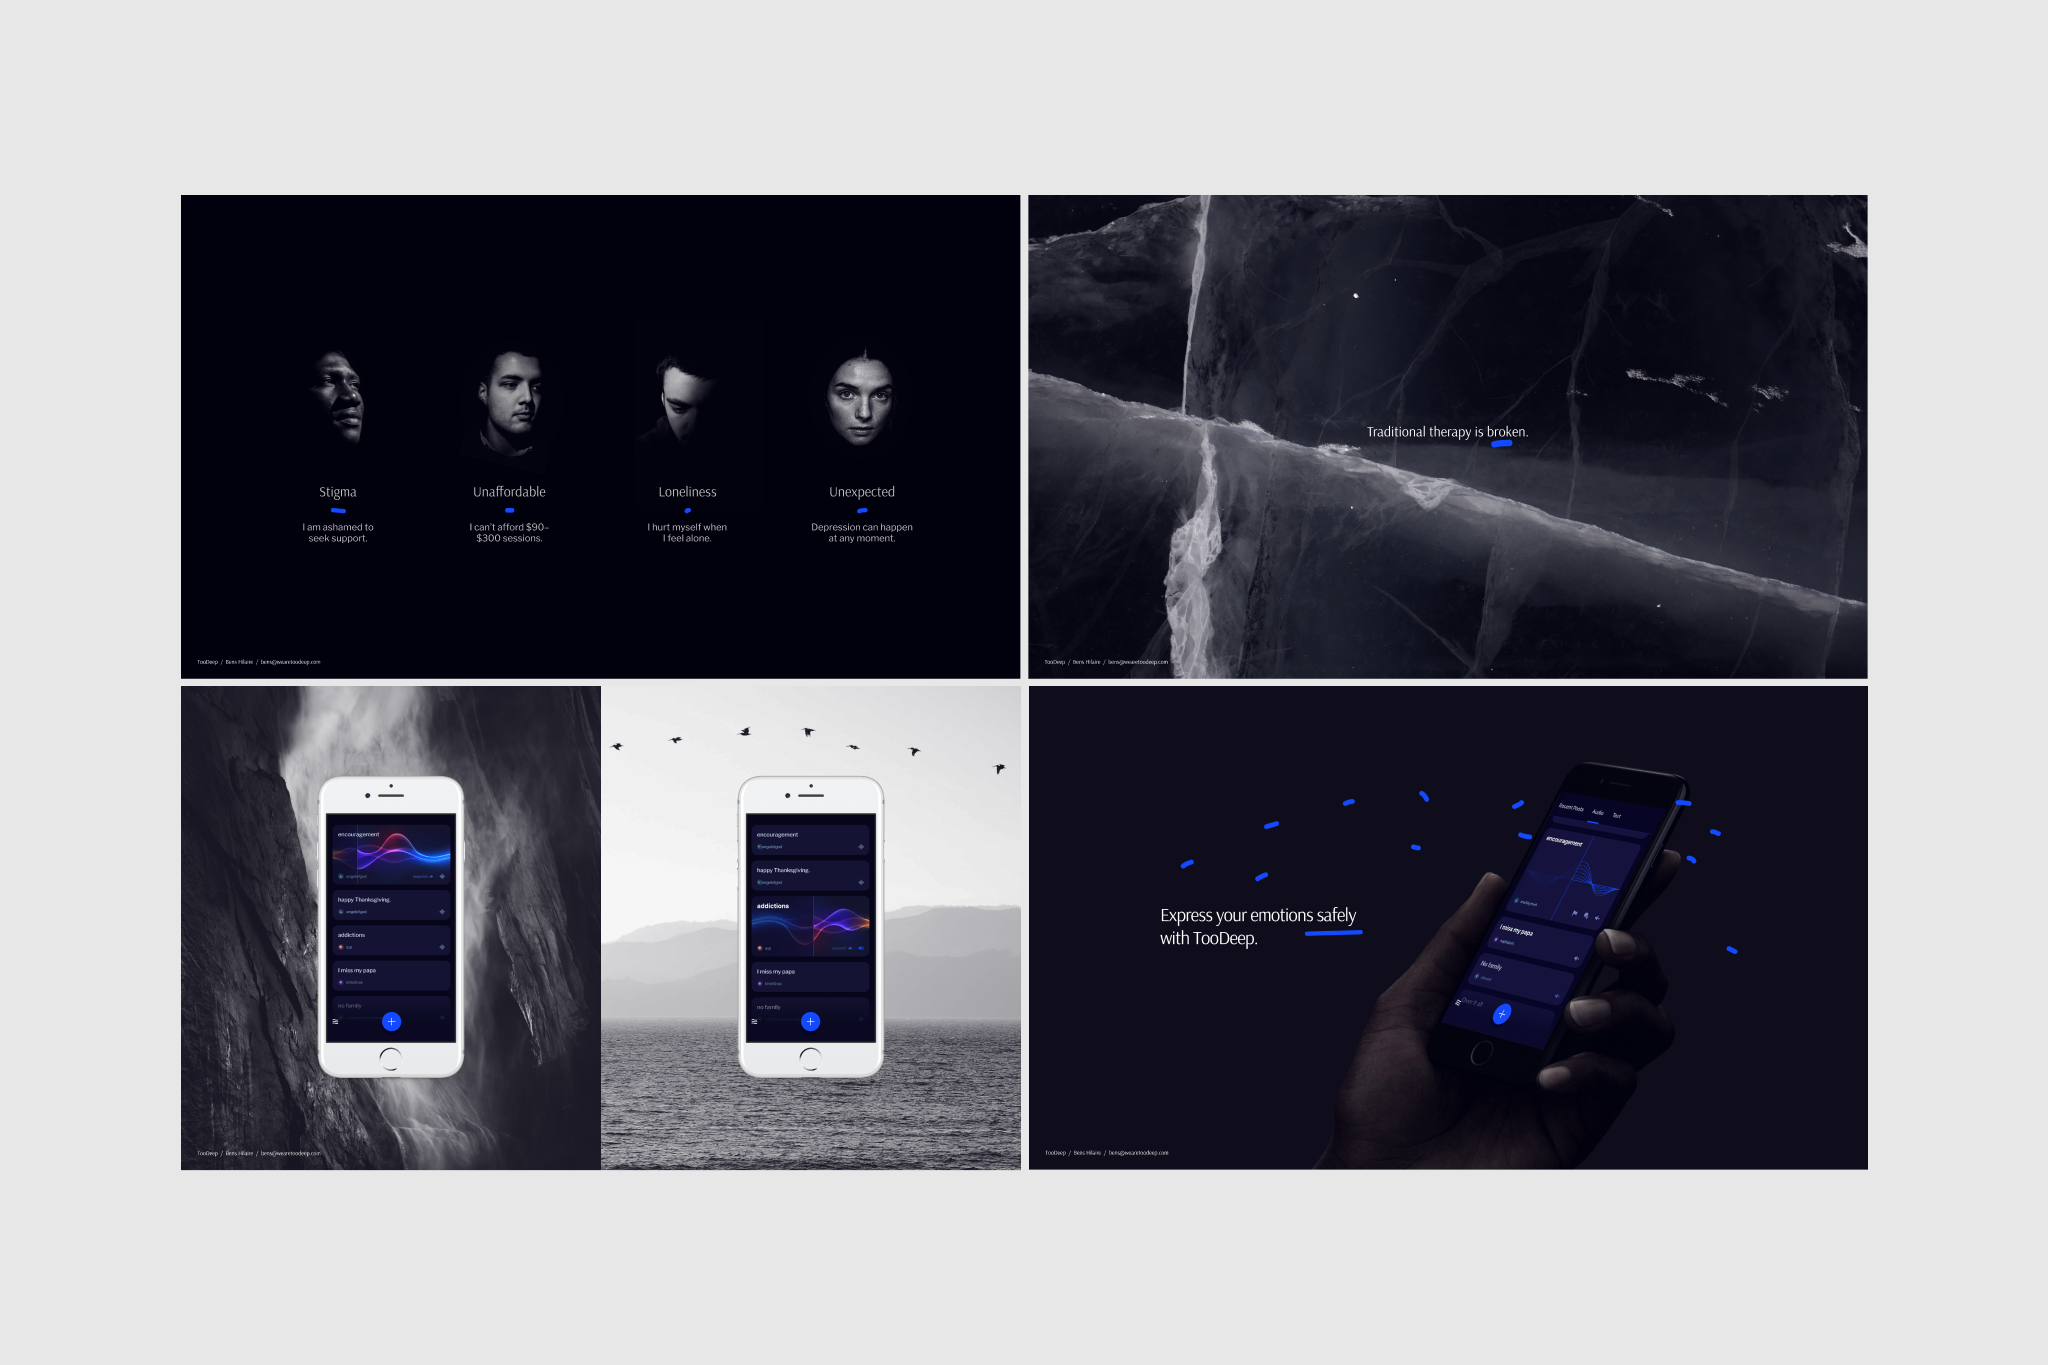 Stigma
I am ashamed to
seek support.
Unaffordable
I can't afford $90–
$300 sessions.
Loneliness
I hurt myself when
I feel alone.
Unexpected
Depression can happen
at any moment.
TooDeep / Bens Hilaire / bens@wearetoodeep.com
Traditional therapy is broken.
TooDeep / Bens Hilaire / bens@wearetoodeep.com
encouragement
happy Thanksgiving.
addictions
I miss my papa
no family
TooDeep / Bens Hilaire / bens@wearetoodeep.com
encouragement
happy Thanksgiving.
addictions
I miss my papa
no family
Express your emotions safely
with TooDeep.
Recent Posts
Audio
Text
encouragement
I miss my papa
No family
Over it all
TooDeep / Bens Hilaire / bens@wearetoodeep.com